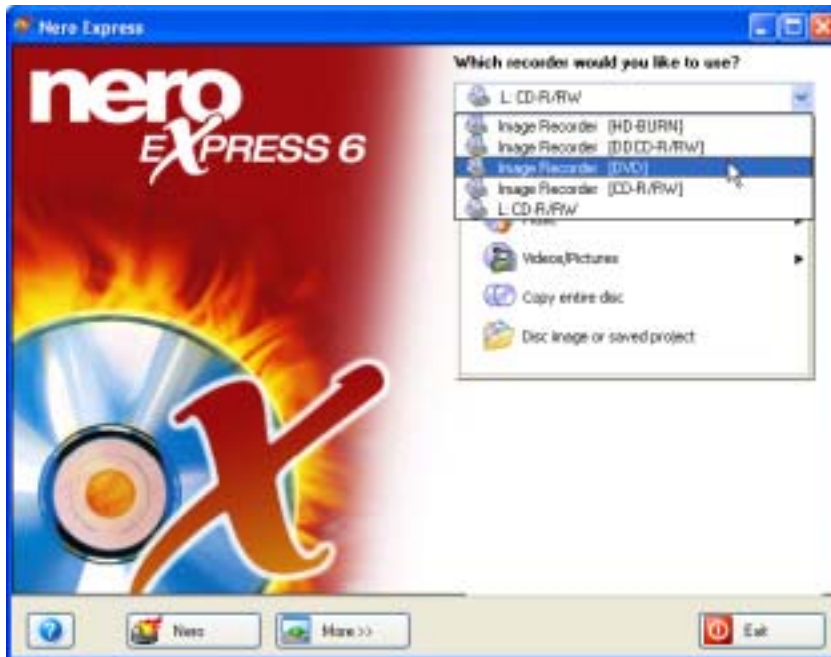 Nero Express
Which recorder would you like to use?
nero
EXPRESS 6
L: CD-R/RW
Image Recorder [HD-BURN]
Image Recorder [DDCD-R/RW]
Image Recorder [DVD]
Image Recorder [CD-R/RW]
L: CD-R/RW
Videos/Pictures
Copy entire disc
Disc image or saved project
Nero
More >>
Exit